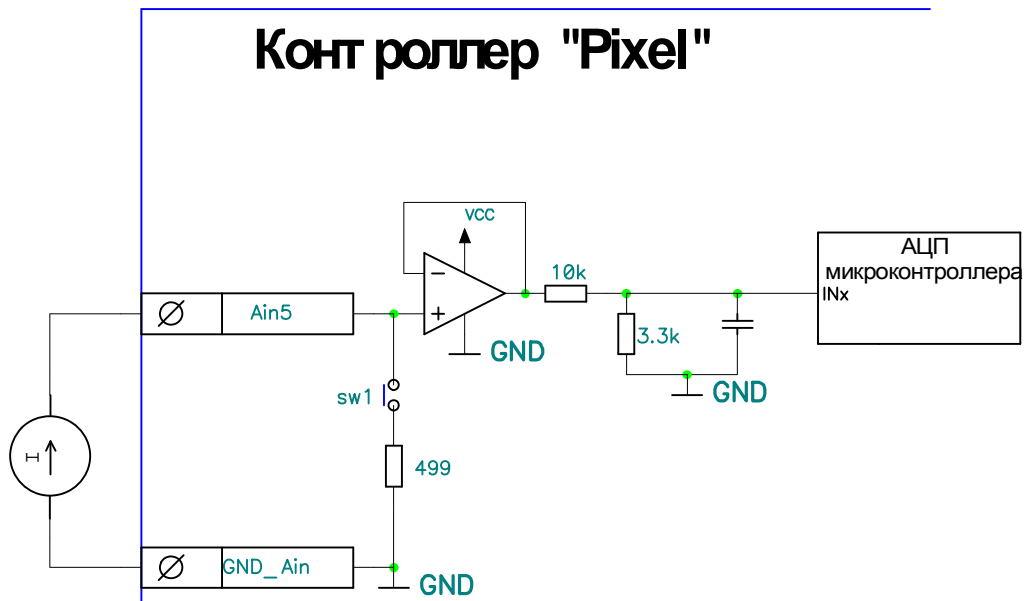 Конт роллер "Pixel"
VCC
АЦП
микроконтроллера
INx
10k
Ain5
3.3k
GND
GND
sw1
I
499
GND_Ain
GND